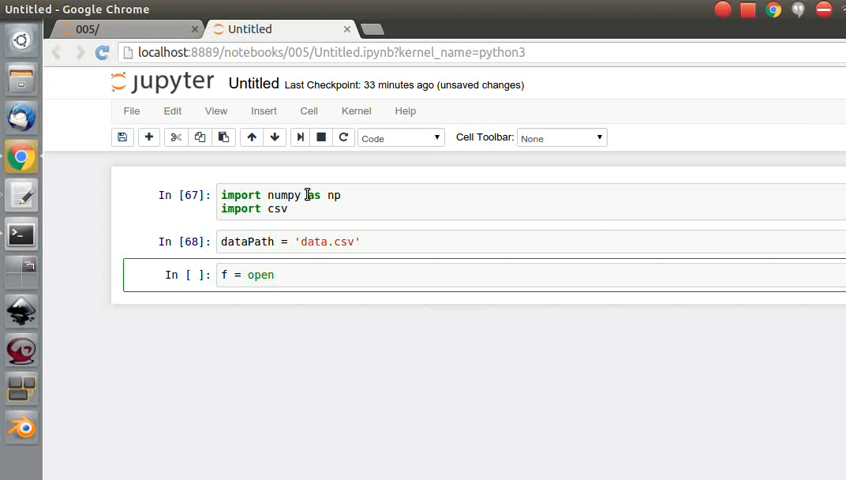 Untitled - Google Chrome
005/ × Untitled ×
localhost:8889/notebooks/005/Untitled.ipynb?kernel_name=python3
jupyter Untitled Last Checkpoint: 33 minutes ago (unsaved changes)
File Edit View Insert Cell Kernel Help
Code Cell Toolbar: None
In [67]: import numpy as np
import csv
In [68]: dataPath = 'data.csv'
In [ ]: f = open